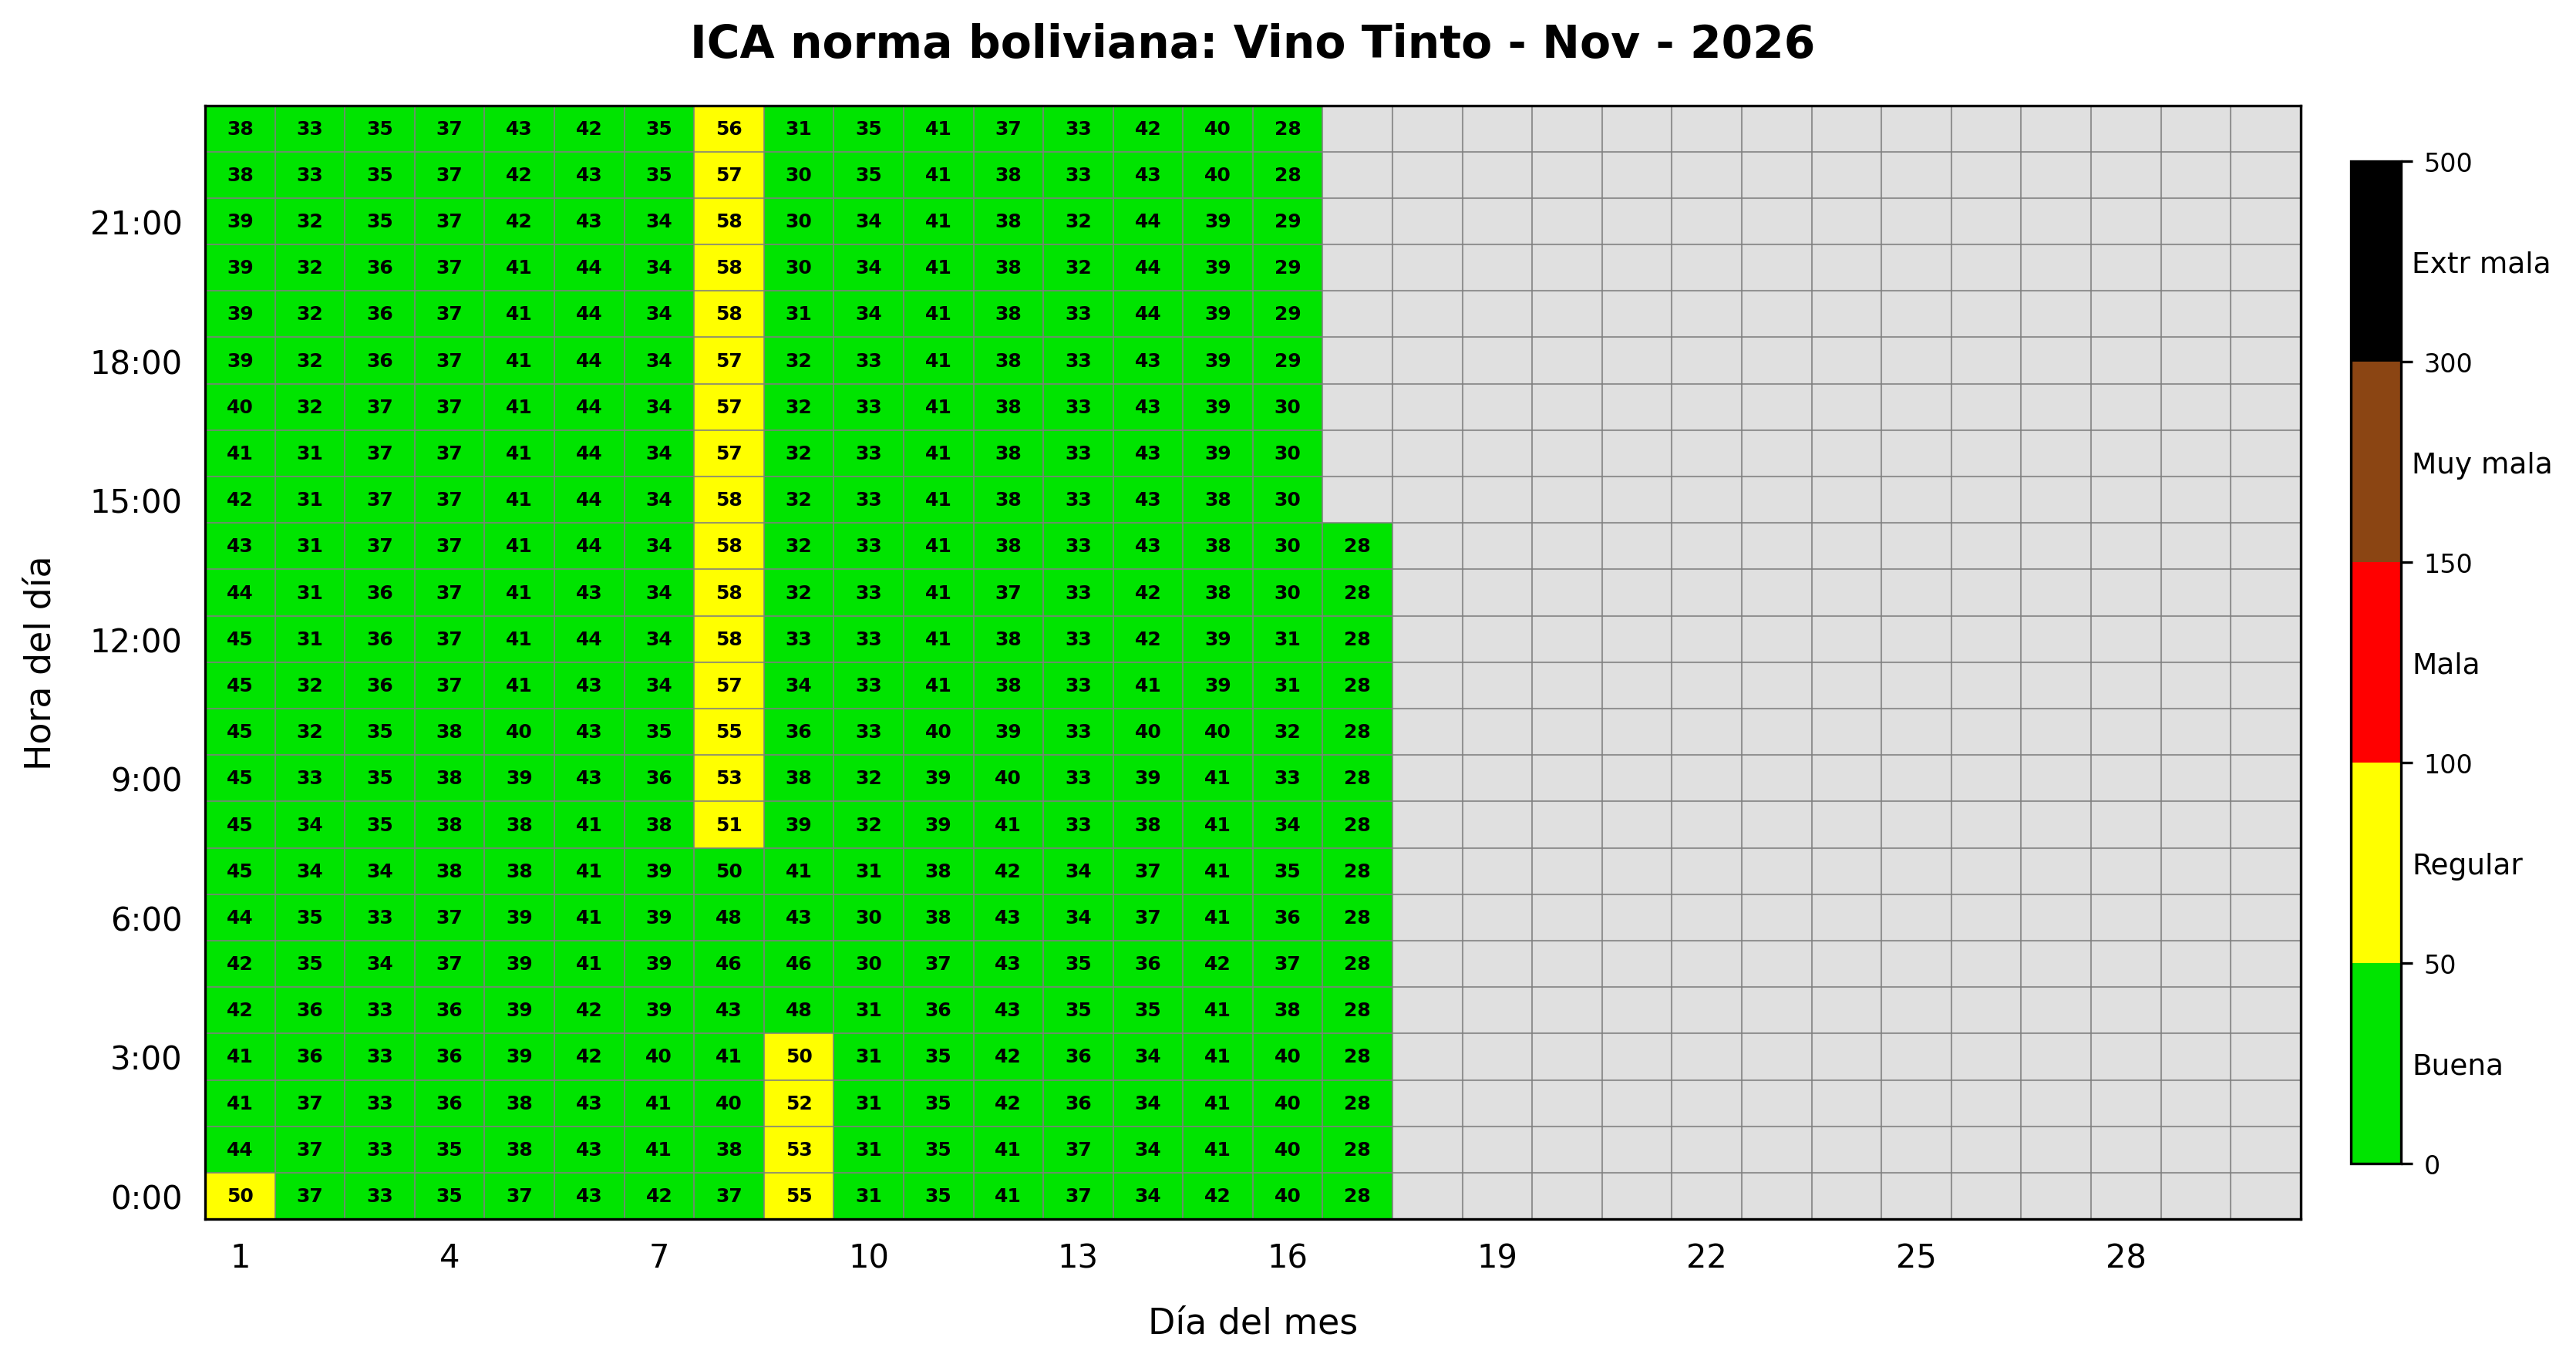 ICA norma boliviana: Vino Tinto - Nov - 2026
38 33 35 37 43 42 35 56 31 35 41 37 33 42 40 28
38 33 35 37 42 43 35 57 30 35 41 38 33 43 40 28
21:00 39 32 35 37 42 43 34 58 30 34 41 38 32 44 39 29
39 32 36 37 41 44 34 58 30 34 41 38 32 44 39 29
39 32 36 37 41 44 34 58 31 34 41 38 33 44 39 29
18:00 39 32 36 37 41 44 34 57 32 33 41 38 33 43 39 29
40 32 37 37 41 44 34 57 32 33 41 38 33 43 39 30
41 31 37 37 41 44 34 57 32 33 41 38 33 43 39 30
15:00 42 31 37 37 41 44 34 58 32 33 41 38 33 43 38 30
43 31 37 37 41 44 34 58 32 33 41 38 33 43 38 30 28
44 31 36 37 41 43 34 58 32 33 41 37 33 42 38 30 28
12:00 45 31 36 37 41 44 34 58 33 33 41 38 33 42 39 31 28
45 32 36 37 41 43 34 57 34 33 41 38 33 41 39 31 28
45 32 35 38 40 43 35 55 36 33 40 39 33 40 40 32 28
9:00 45 33 35 38 39 43 36 53 38 32 39 40 33 39 41 33 28
45 34 35 38 38 41 38 51 39 32 39 41 33 38 41 34 28
45 34 34 38 38 41 39 50 41 31 38 42 34 37 41 35 28
6:00 44 35 33 37 39 41 39 48 43 30 38 43 34 37 41 36 28
42 35 34 37 39 41 39 46 46 30 37 43 35 36 42 37 28
42 36 33 36 39 42 39 43 48 31 36 43 35 35 41 38 28
3:00 41 36 33 36 39 42 40 41 50 31 35 42 36 34 41 40 28
41 37 33 36 38 43 41 40 52 31 35 42 36 34 41 40 28
44 37 33 35 38 43 41 38 53 31 35 41 37 34 41 40 28
0:00 50 37 33 35 37 43 42 37 55 31 35 41 37 34 42 40 28
1 4 7 10 13 16 19 22 25 28
Día del mes
Hora del día
500
Extr mala
300
Muy mala
150
Mala
100
Regular
50
Buena
0